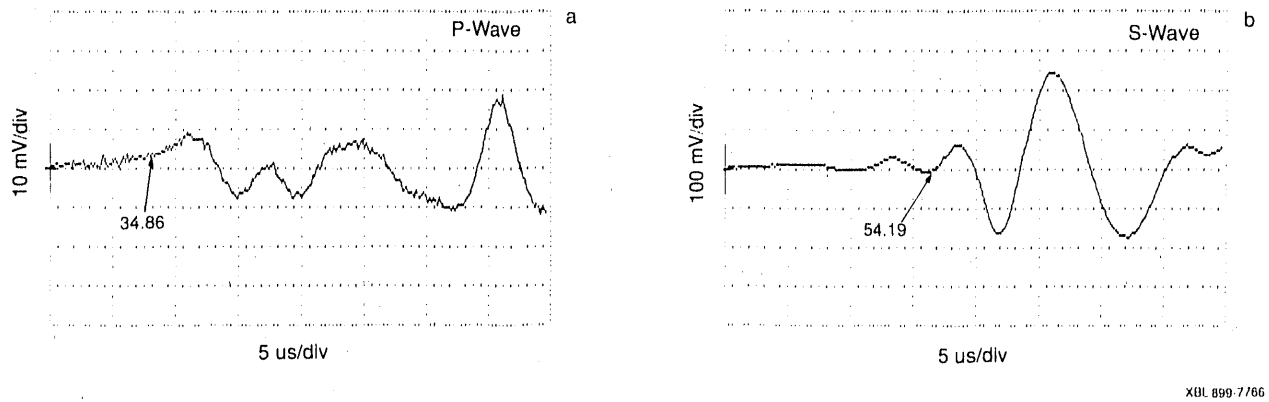 a
P-Wave
10 mV/div
34.86
5 us/div
b
S-Wave
100 mV/div
54.19
5 us/div
XBL 899-7766